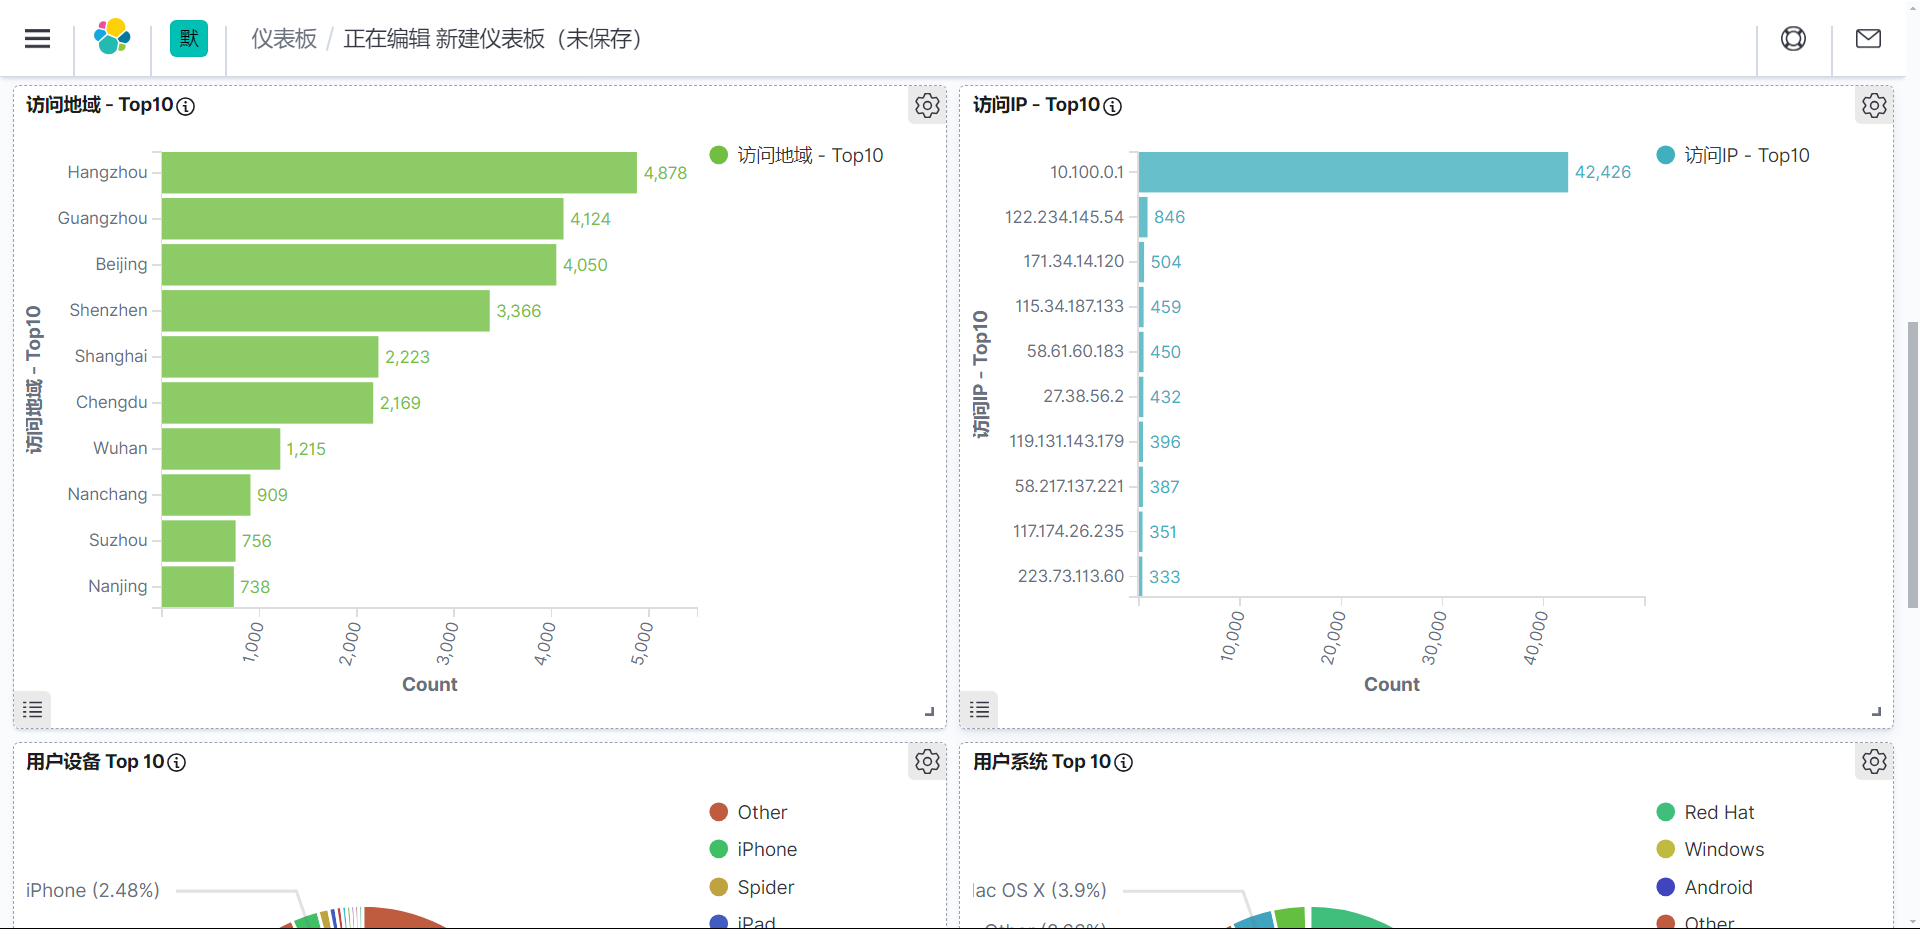 默
仪表板 / 正在编辑 新建仪表板（未保存）
访问地域 - Top10
访问地域 - Top10
访问地域 - Top10
Hangzhou 4,878
Guangzhou 4,124
Beijing 4,050
Shenzhen 3,366
Shanghai 2,223
Chengdu 2,169
Wuhan 1,215
Nanchang 909
Suzhou 756
Nanjing 738
1,000 2,000 3,000 4,000 5,000
Count
访问IP - Top10
访问IP - Top10
访问IP - Top10
10.100.0.1 42,426
122.234.145.54 846
171.34.14.120 504
115.34.187.133 459
58.61.60.183 450
27.38.56.2 432
119.131.143.179 396
58.217.137.221 387
117.174.26.235 351
223.73.113.60 333
10,000 20,000 30,000 40,000
Count
用户设备 Top 10
Other
iPhone
Spider
iPad
iPhone (2.48%)
用户系统 Top 10
Red Hat
Windows
Android
Other
ac OS X (3.9%)